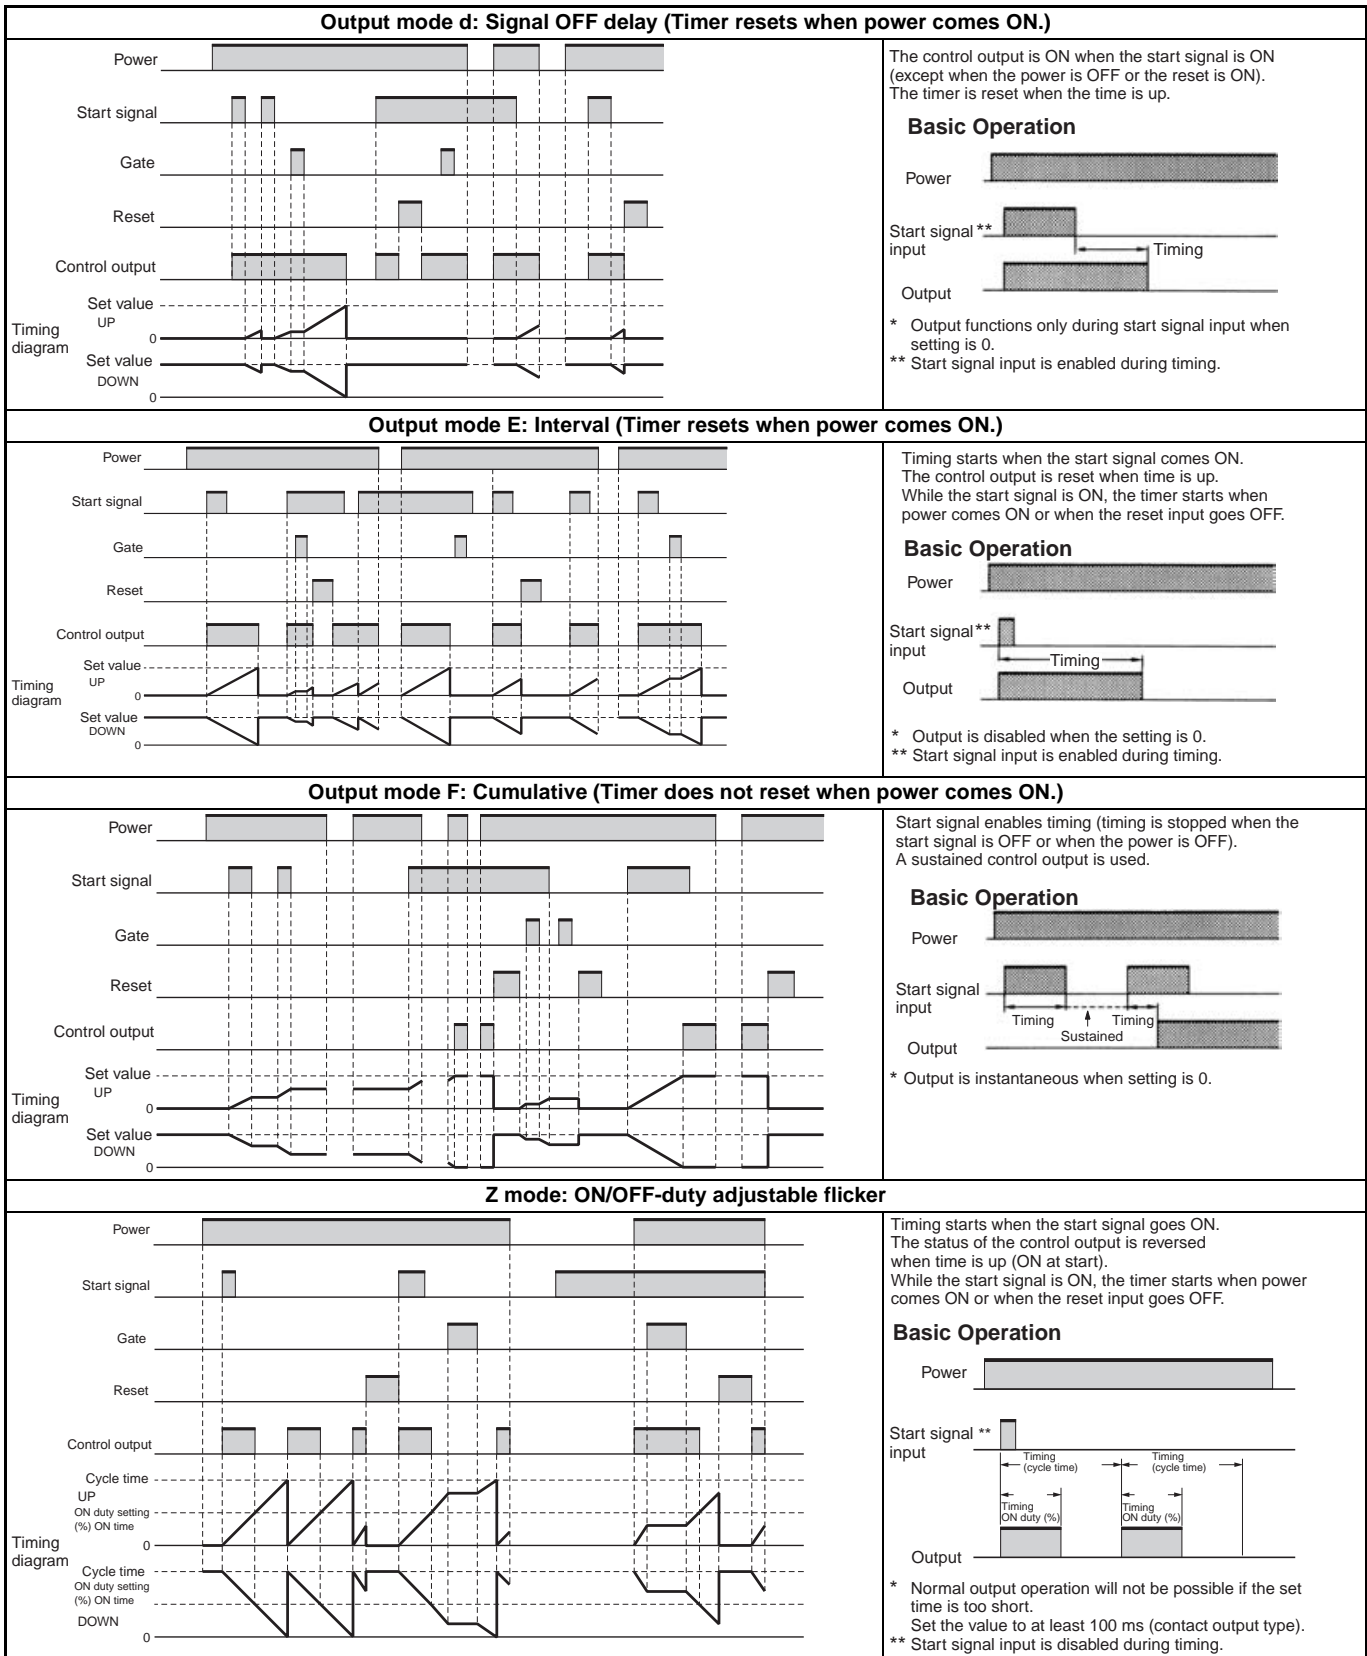 Output mode d: Signal OFF delay (Timer resets when power comes ON.)
Power
Start signal
Gate
Reset
Control output
Set value
UP
0
Timing
diagram
Set value
DOWN
0
The control output is ON when the start signal is ON
(except when the power is OFF or the reset is ON).
The timer is reset when the time is up.
Basic Operation
Power
Start signal **
input
Timing
Output
* Output functions only during start signal input when
setting is 0.
** Start signal input is enabled during timing.
Output mode E: Interval (Timer resets when power comes ON.)
Power
Start signal
Gate
Reset
Control output
Set value
UP
0
Timing
diagram
Set value
DOWN
0
Timing starts when the start signal comes ON.
The control output is reset when time is up.
While the start signal is ON, the timer starts when
power comes ON or when the reset input goes OFF.
Basic Operation
Power
Start signal**
input
Timing
Output
* Output is disabled when the setting is 0.
** Start signal input is enabled during timing.
Output mode F: Cumulative (Timer does not reset when power comes ON.)
Power
Start signal
Gate
Reset
Control output
Set value
UP
0
Timing
diagram
Set value
DOWN
0
Start signal enables timing (timing is stopped when the
start signal is OFF or when the power is OFF).
A sustained control output is used.
Basic Operation
Power
Start signal
input
Timing Timing
Sustained
Output
* Output is instantaneous when setting is 0.
Z mode: ON/OFF-duty adjustable flicker
Power
Start signal
Gate
Reset
Control output
Cycle time
UP
ON duty setting
(%) ON time
0
Timing
diagram
Cycle time
ON duty setting
(%) ON time
DOWN
0
Timing starts when the start signal goes ON.
The status of the control output is reversed
when time is up (ON at start).
While the start signal is ON, the timer starts when power
comes ON or when the reset input goes OFF.
Basic Operation
Power
Start signal **
input
Timing
(cycle time)
Timing
(cycle time)
Timing
ON duty (%)
Timing
ON duty (%)
Output
* Normal output operation will not be possible if the set
time is too short.
Set the value to at least 100 ms (contact output type).
** Start signal input is disabled during timing.